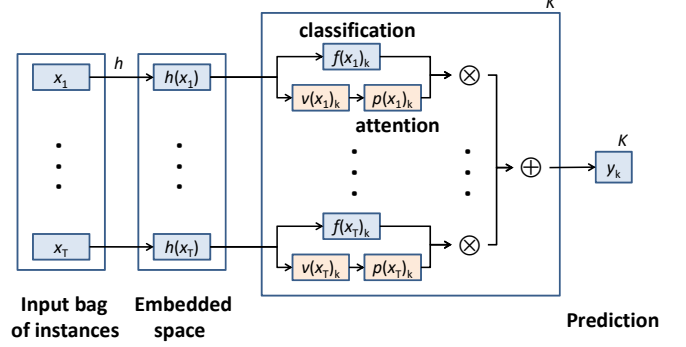 K
classification
h
x1
h(x1)
f(x1)k
v(x1)k
p(x1)k
⊗
attention
K
⊕
yk
xT
h(xT)
f(xT)k
v(xT)k
p(xT)k
⊗
Input bag
of instances
Embedded
space
Prediction